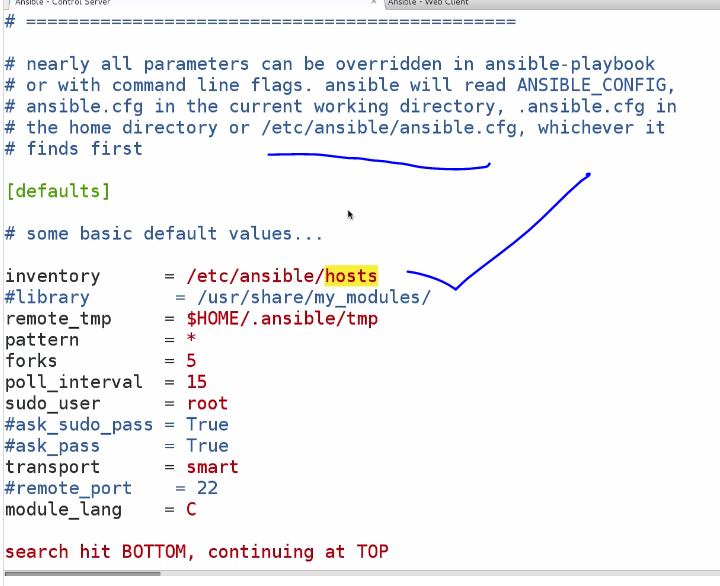 Ansible - Control Server
Ansible - Web Client
# ==============================================
# nearly all parameters can be overridden in ansible-playbook
# or with command line flags. ansible will read ANSIBLE_CONFIG,
# ansible.cfg in the current working directory, .ansible.cfg in
# the home directory or /etc/ansible/ansible.cfg, whichever it
# finds first
[defaults]
# some basic default values...
inventory      = /etc/ansible/hosts
#library        = /usr/share/my_modules/
remote_tmp     = $HOME/.ansible/tmp
pattern        = *
forks          = 5
poll_interval  = 15
sudo_user      = root
#ask_sudo_pass = True
#ask_pass      = True
transport      = smart
#remote_port    = 22
module_lang    = C
search hit BOTTOM, continuing at TOP